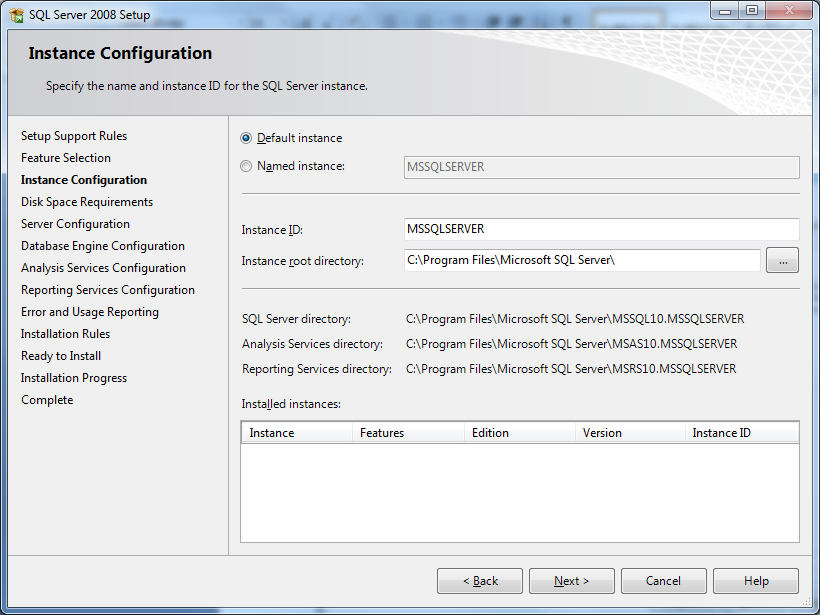 SQL Server 2008 Setup
Instance Configuration
Specify the name and instance ID for the SQL Server instance.
Setup Support Rules
Feature Selection
Instance Configuration
Disk Space Requirements
Server Configuration
Database Engine Configuration
Analysis Services Configuration
Reporting Services Configuration
Error and Usage Reporting
Installation Rules
Ready to Install
Installation Progress
Complete
Default instance
Named instance: MSSQLSERVER
Instance ID: MSSQLSERVER
Instance root directory: C:\Program Files\Microsoft SQL Server\ ...
SQL Server directory: C:\Program Files\Microsoft SQL Server\MSSQL10.MSSQLSERVER
Analysis Services directory: C:\Program Files\Microsoft SQL Server\MSAS10.MSSQLSERVER
Reporting Services directory: C:\Program Files\Microsoft SQL Server\MSRS10.MSSQLSERVER
Installed instances:
Instance Features Edition Version Instance ID
< Back Next > Cancel Help